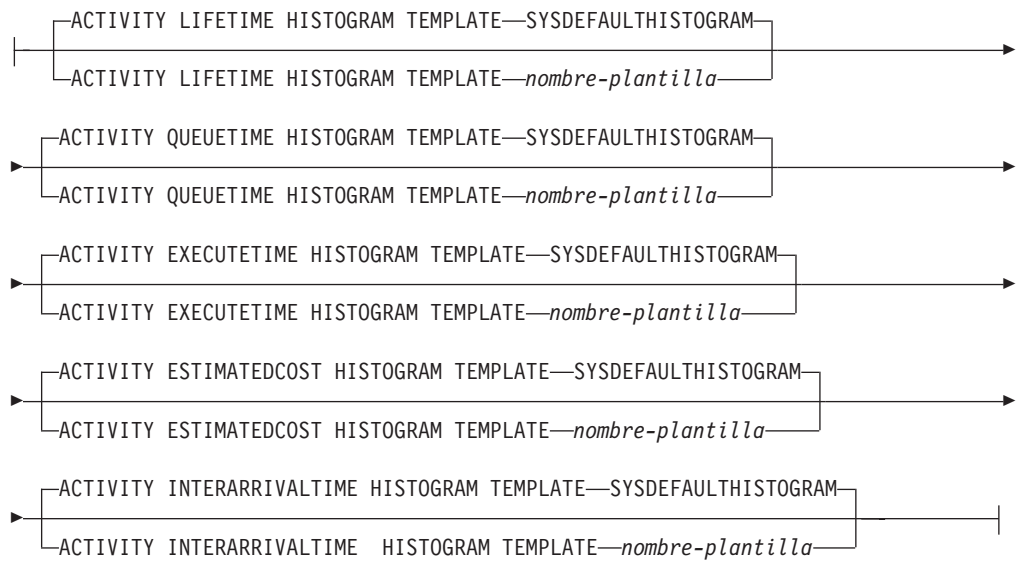 ACTIVITY LIFETIME HISTOGRAM TEMPLATE SYSDEFAULTHISTOGRAM
ACTIVITY LIFETIME HISTOGRAM TEMPLATE nombre-plantilla
ACTIVITY QUEUETIME HISTOGRAM TEMPLATE SYSDEFAULTHISTOGRAM
ACTIVITY QUEUETIME HISTOGRAM TEMPLATE nombre-plantilla
ACTIVITY EXECUTETIME HISTOGRAM TEMPLATE SYSDEFAULTHISTOGRAM
ACTIVITY EXECUTETIME HISTOGRAM TEMPLATE nombre-plantilla
ACTIVITY ESTIMATEDCOST HISTOGRAM TEMPLATE SYSDEFAULTHISTOGRAM
ACTIVITY ESTIMATEDCOST HISTOGRAM TEMPLATE nombre-plantilla
ACTIVITY INTERARRIVALTIME HISTOGRAM TEMPLATE SYSDEFAULTHISTOGRAM
ACTIVITY INTERARRIVALTIME HISTOGRAM TEMPLATE nombre-plantilla